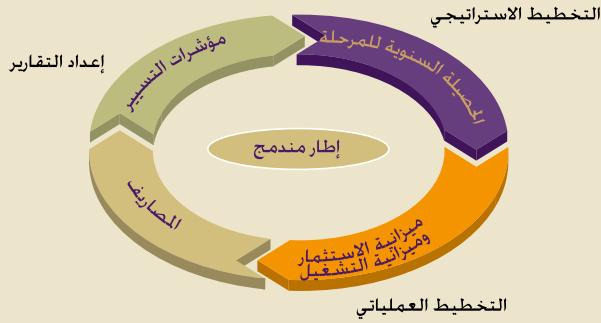 التخطيط الاستراتيجي
الحصيلة السنوية للمرحلة
مؤشرات التسيير
إعداد التقارير
إطار مندمج
المصاريف
ميزانية الاستثمار
وميزانية التشغيل
التخطيط العملياتي